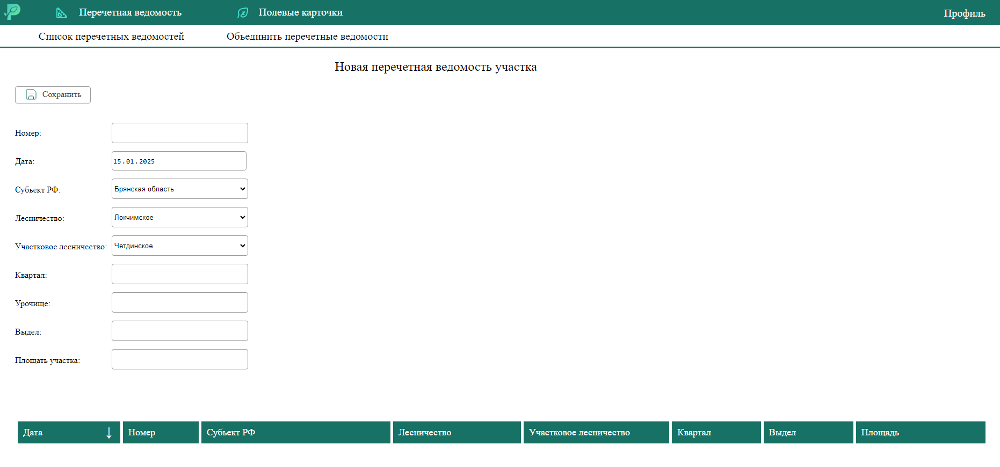 Перечетная ведомость
Полевые карточки
Профиль
Список перечетных ведомостей
Объединить перечетные ведомости
Новая перечетная ведомость участка
Сохранить
Номер:
Дата: 15.01.2025
Субьект РФ: Брянская область
Лесничество: Локчимское
Участковое лесничество: Четдинское
Квартал:
Урочище:
Выдел:
Площать участка:
Дата ↓ Номер Субьект РФ Лесничество Участковое лесничество Квартал Выдел Площадь